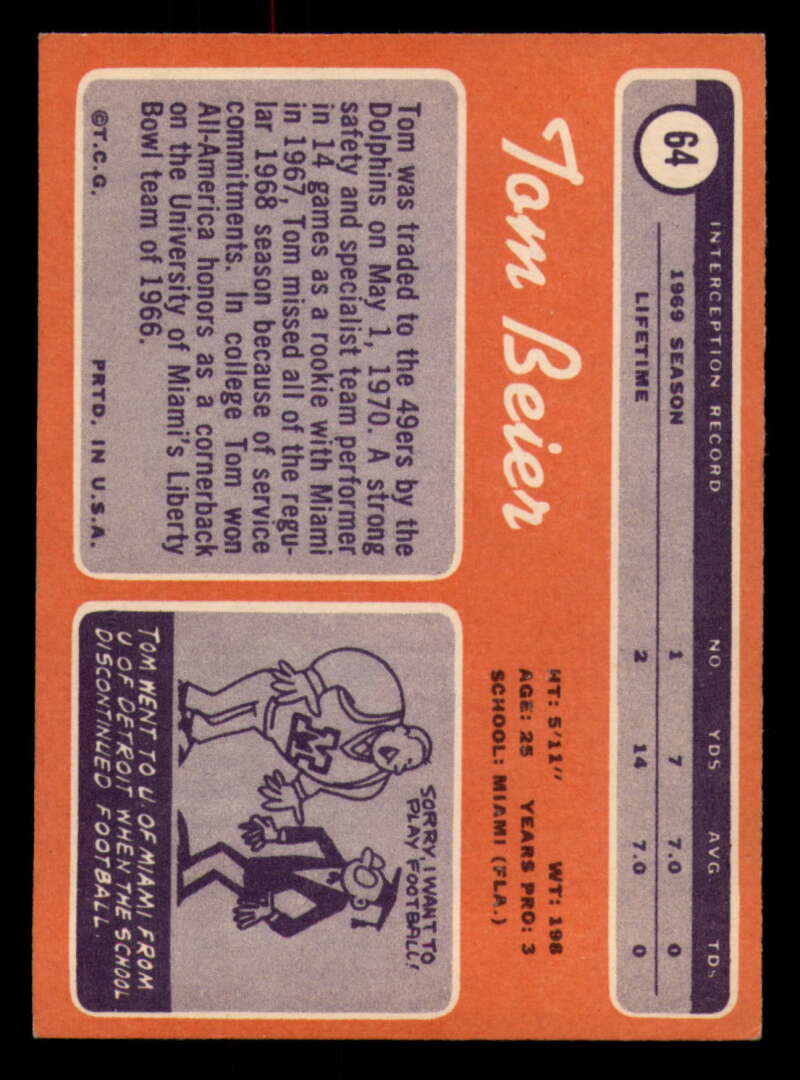 64
INTERCEPTION RECORD NO YDS AVG TDS
1969 SEASON 1 7 7.0 0
LIFETIME 2 14 7.0 0
Tom Beier
HT: 5'11" WT: 198
AGE: 25 YEARS PRO: 3
SCHOOL: MIAMI (FLA.)
Tom was traded to the 49ers by the
Dolphins on May 1, 1970. A strong
safety and specialist team performer
in 14 games as a rookie with Miami
in 1967, Tom missed all of the regu-
lar 1968 season because of service
commitments. In college Tom won
All-America honors as a cornerback
on the University of Miami's Liberty
Bowl team of 1966.
©T.C.G. PRTD. IN U.S.A.
SORRY, I WANT TO
PLAY FOOTBALL!
M
TOM WENT TO U. OF MIAMI FROM
U OF DETROIT WHEN THE SCHOOL
DISCONTINUED FOOTBALL.